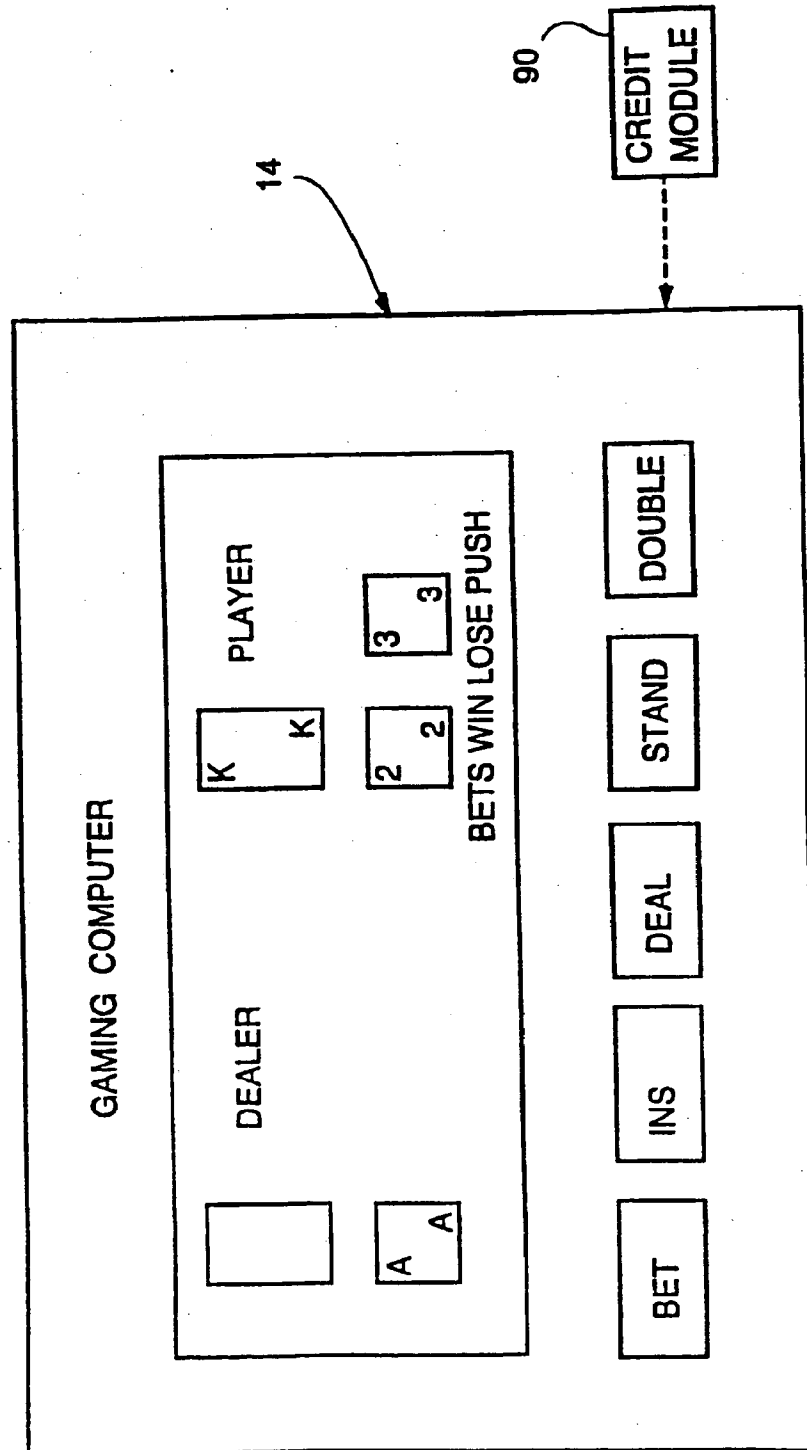 GAMING COMPUTER
14
90
CREDIT
MODULE
DEALER
PLAYER
K
K
A
A
2
2
3
3
BETS WIN LOSE PUSH
BET
INS
DEAL
STAND
DOUBLE